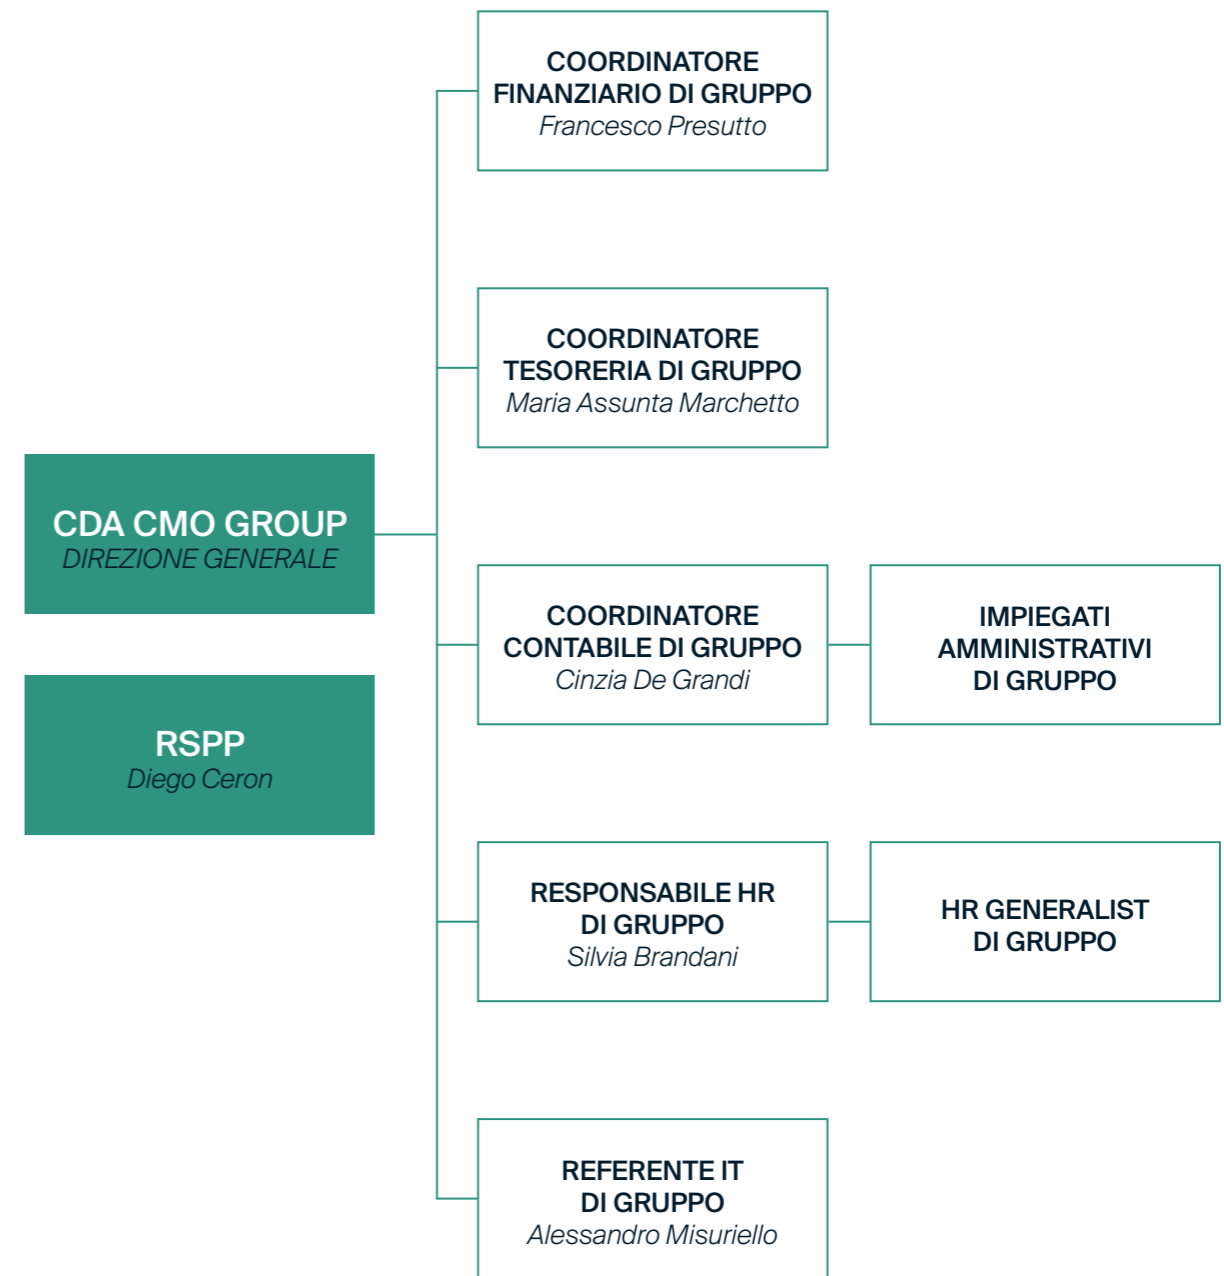 COORDINATORE
FINANZIARIO DI GRUPPO
Francesco Presutto
COORDINATORE
TESORERIA DI GRUPPO
Maria Assunta Marchetto
CDA CMO GROUP
DIREZIONE GENERALE
COORDINATORE
CONTABILE DI GRUPPO
Cinzia De Grandi
IMPIEGATI
AMMINISTRATIVI
DI GRUPPO
RSPP
Diego Ceron
RESPONSABILE HR
DI GRUPPO
Silvia Brandani
HR GENERALIST
DI GRUPPO
REFERENTE IT
DI GRUPPO
Alessandro Misuriello